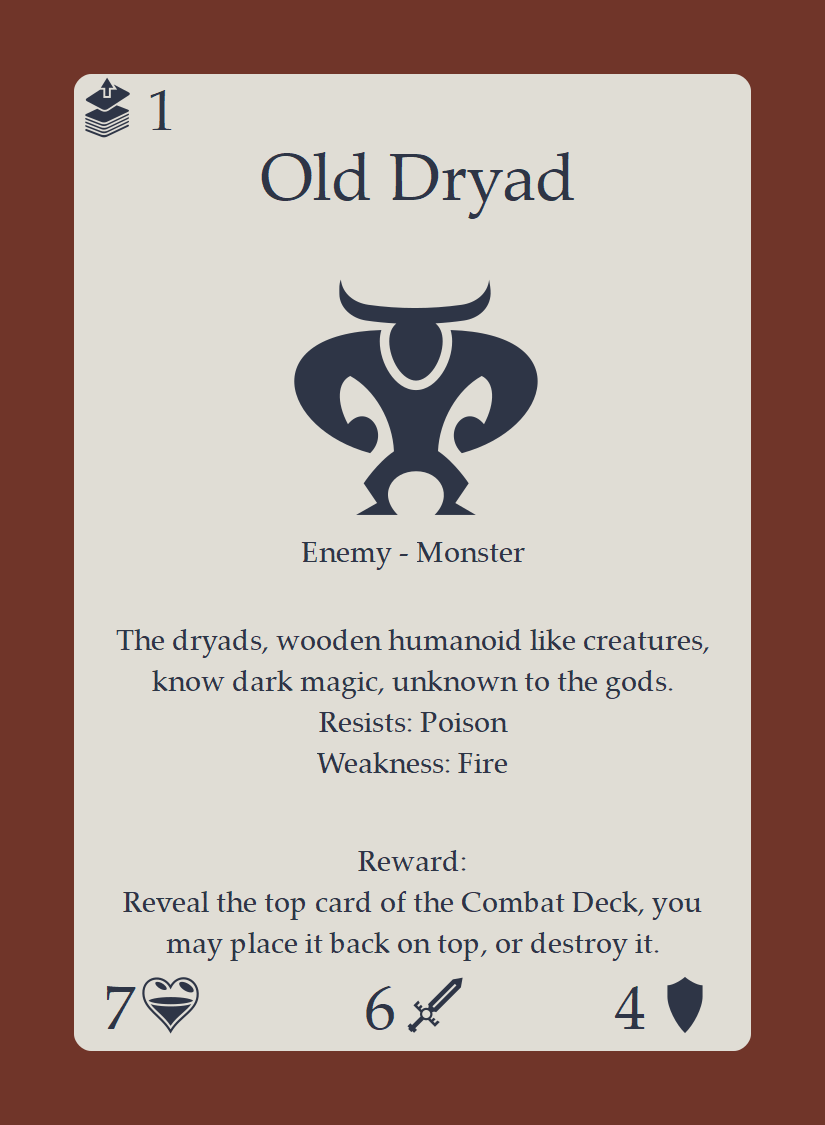 1
Old Dryad
Enemy - Monster
The dryads, wooden humanoid like creatures,
know dark magic, unknown to the gods.
Resists: Poison
Weakness: Fire
Reward:
Reveal the top card of the Combat Deck, you
may place it back on top, or destroy it.
7 6 4